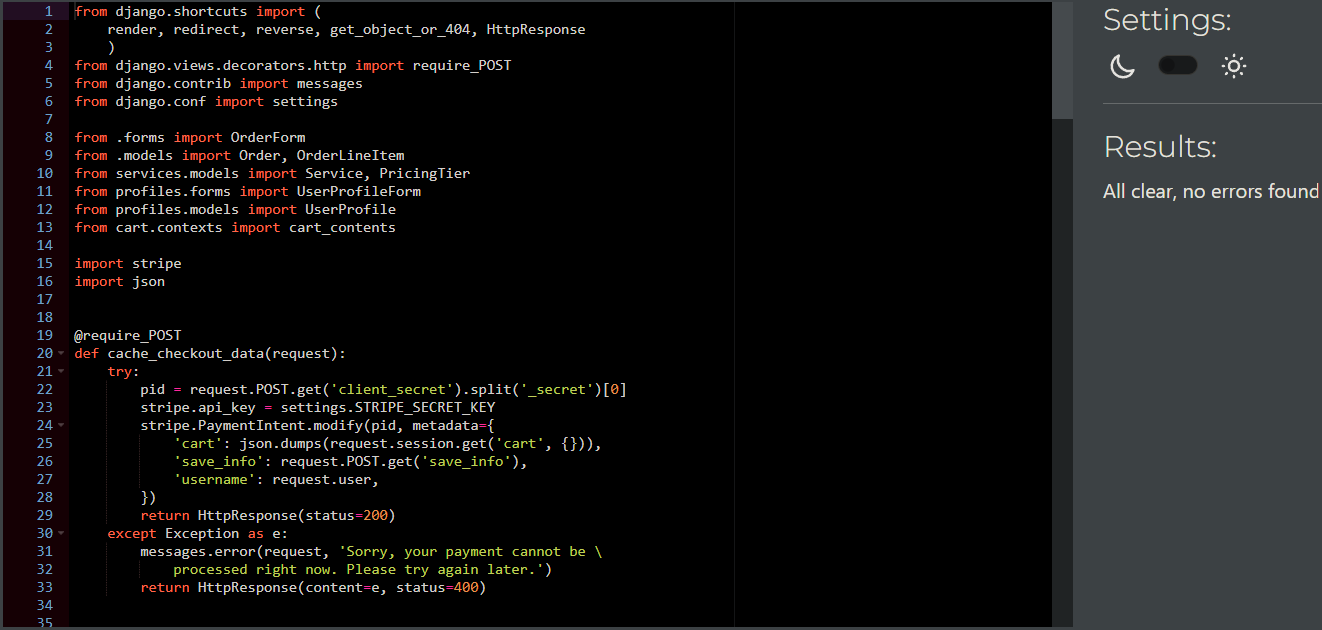 1 from django.shortcuts import (
2     render, redirect, reverse, get_object_or_404, HttpResponse
3     )
4 from django.views.decorators.http import require_POST
5 from django.contrib import messages
6 from django.conf import settings
7
8 from .forms import OrderForm
9 from .models import Order, OrderLineItem
10 from services.models import Service, PricingTier
11 from profiles.forms import UserProfileForm
12 from profiles.models import UserProfile
13 from cart.contexts import cart_contents
14
15 import stripe
16 import json
17
18
19 @require_POST
20 def cache_checkout_data(request):
21     try:
22         pid = request.POST.get('client_secret').split('_secret')[0]
23         stripe.api_key = settings.STRIPE_SECRET_KEY
24         stripe.PaymentIntent.modify(pid, metadata={
25             'cart': json.dumps(request.session.get('cart', {})),
26             'save_info': request.POST.get('save_info'),
27             'username': request.user,
28         })
29         return HttpResponse(status=200)
30     except Exception as e:
31         messages.error(request, 'Sorry, your payment cannot be \
32             processed right now. Please try again later.')
33         return HttpResponse(content=e, status=400)
34
35
Settings:
Results:
All clear, no errors found